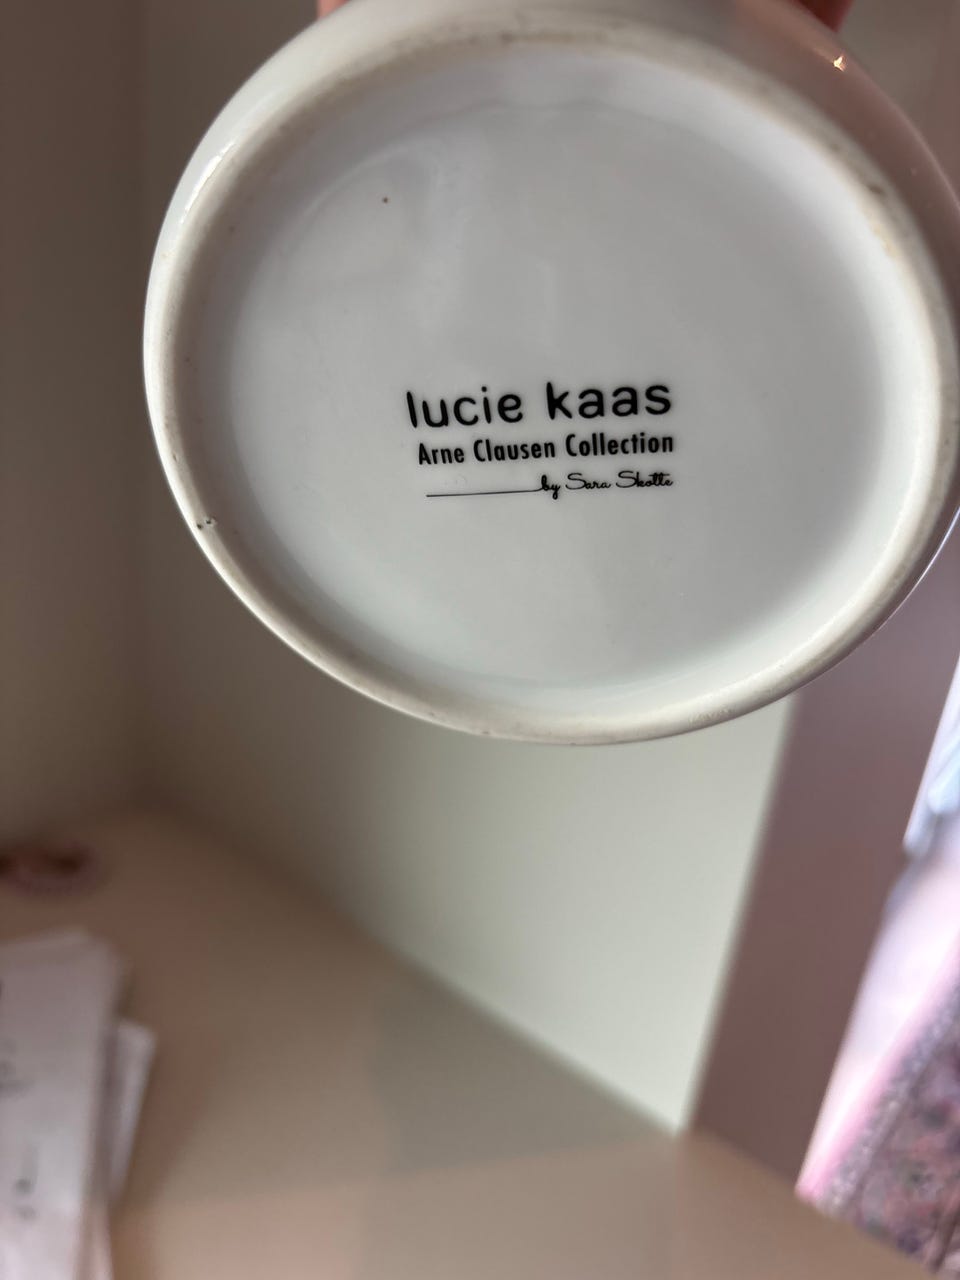 lucie kaas
Arne Clausen Collection
by Sara Skotte